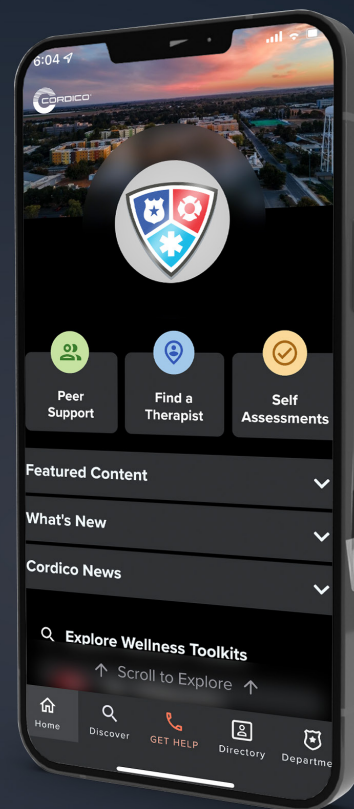 6:04
CORDICO
Peer
Support
Find a
Therapist
Self
Assessments
Featured Content
What's New
Cordico News
Explore Wellness Toolkits
Scroll to Explore
Home
Discover
GET HELP
Directory
Departme